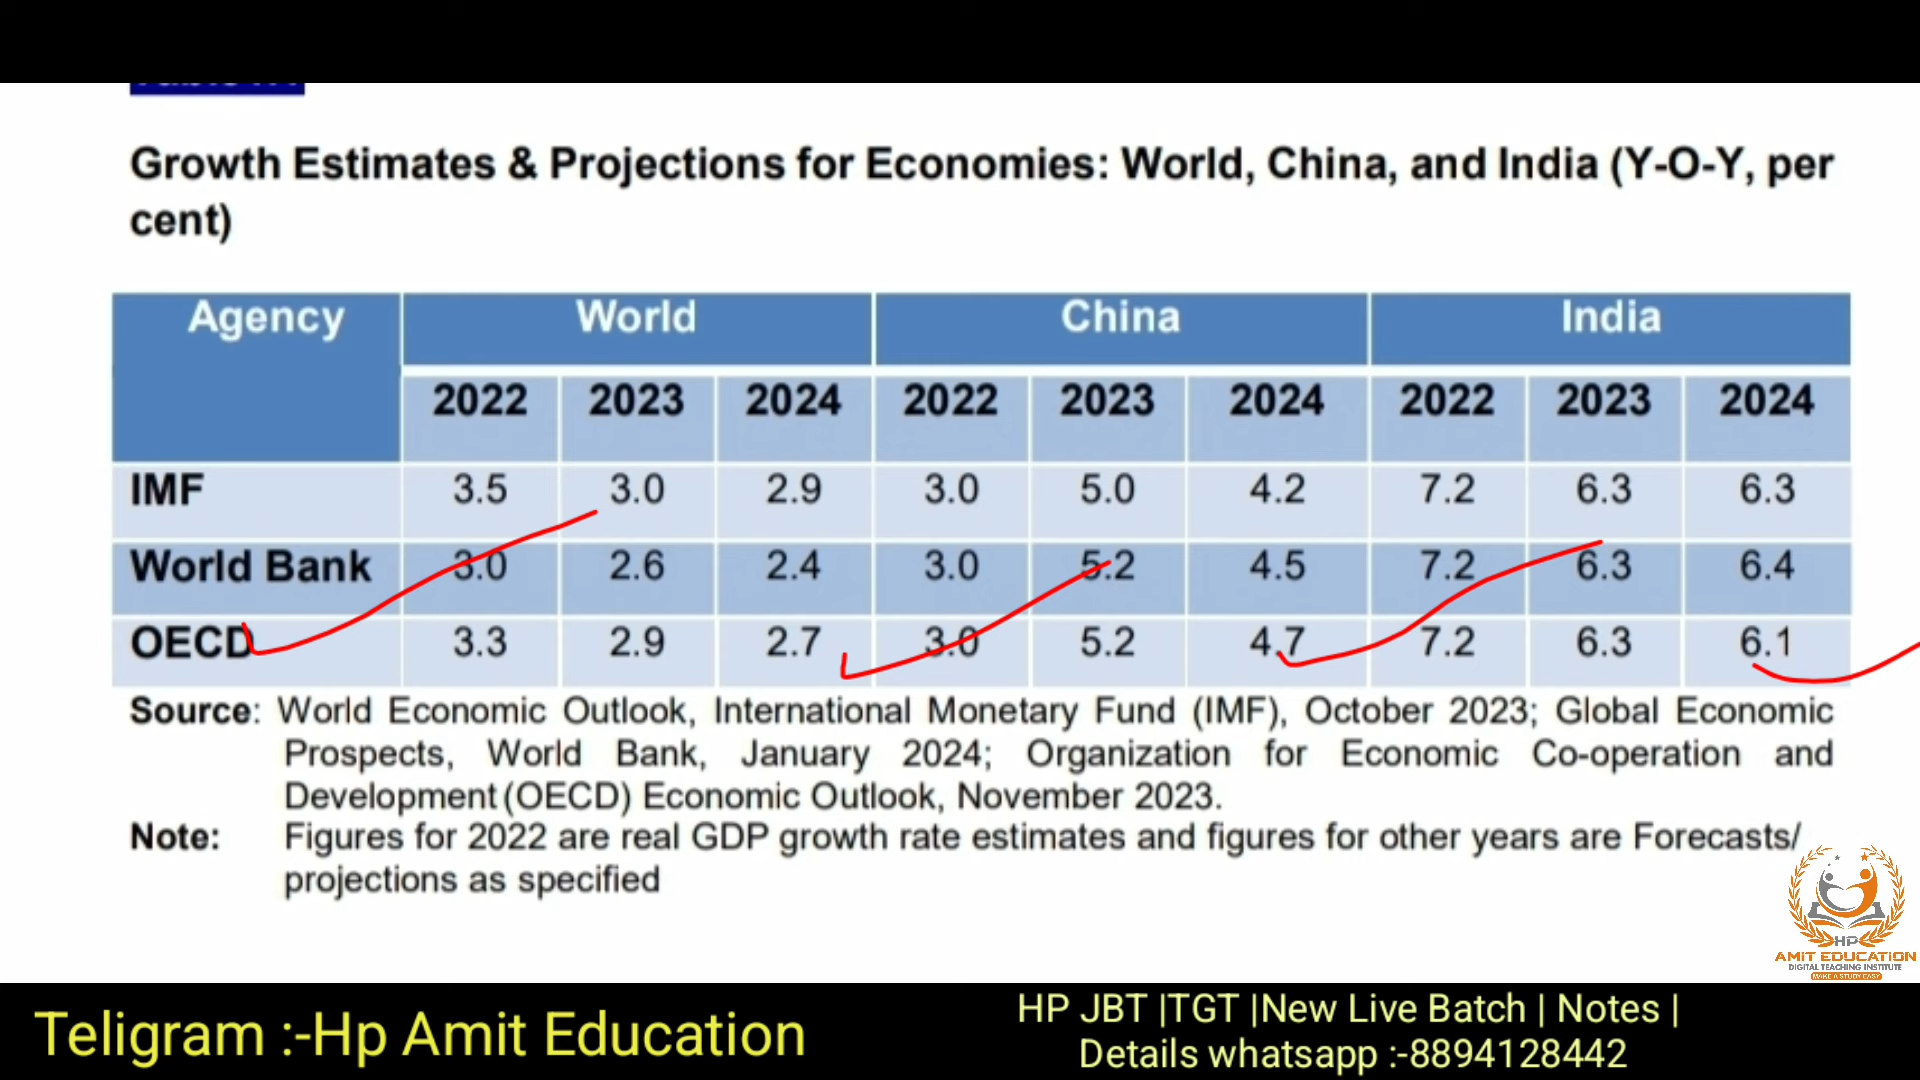 Growth Estimates & Projections for Economies: World, China, and India (Y-O-Y, per
cent)
Agency World China India
2022 2023 2024 2022 2023 2024 2022 2023 2024
IMF 3.5 3.0 2.9 3.0 5.0 4.2 7.2 6.3 6.3
World Bank 3.0 2.6 2.4 3.0 5.2 4.5 7.2 6.3 6.4
OECD 3.3 2.9 2.7 3.0 5.2 4.7 7.2 6.3 6.1
Source: World Economic Outlook, International Monetary Fund (IMF), October 2023; Global Economic
Prospects, World Bank, January 2024; Organization for Economic Co-operation and
Development (OECD) Economic Outlook, November 2023.
Note: Figures for 2022 are real GDP growth rate estimates and figures for other years are Forecasts/
projections as specified
HP
AMIT EDUCATION
DIGITAL TEACHING INSTITUTE
MAKE A STUDY EASY
Teligram :-Hp Amit Education
HP JBT |TGT |New Live Batch | Notes |
Details whatsapp :-8894128442